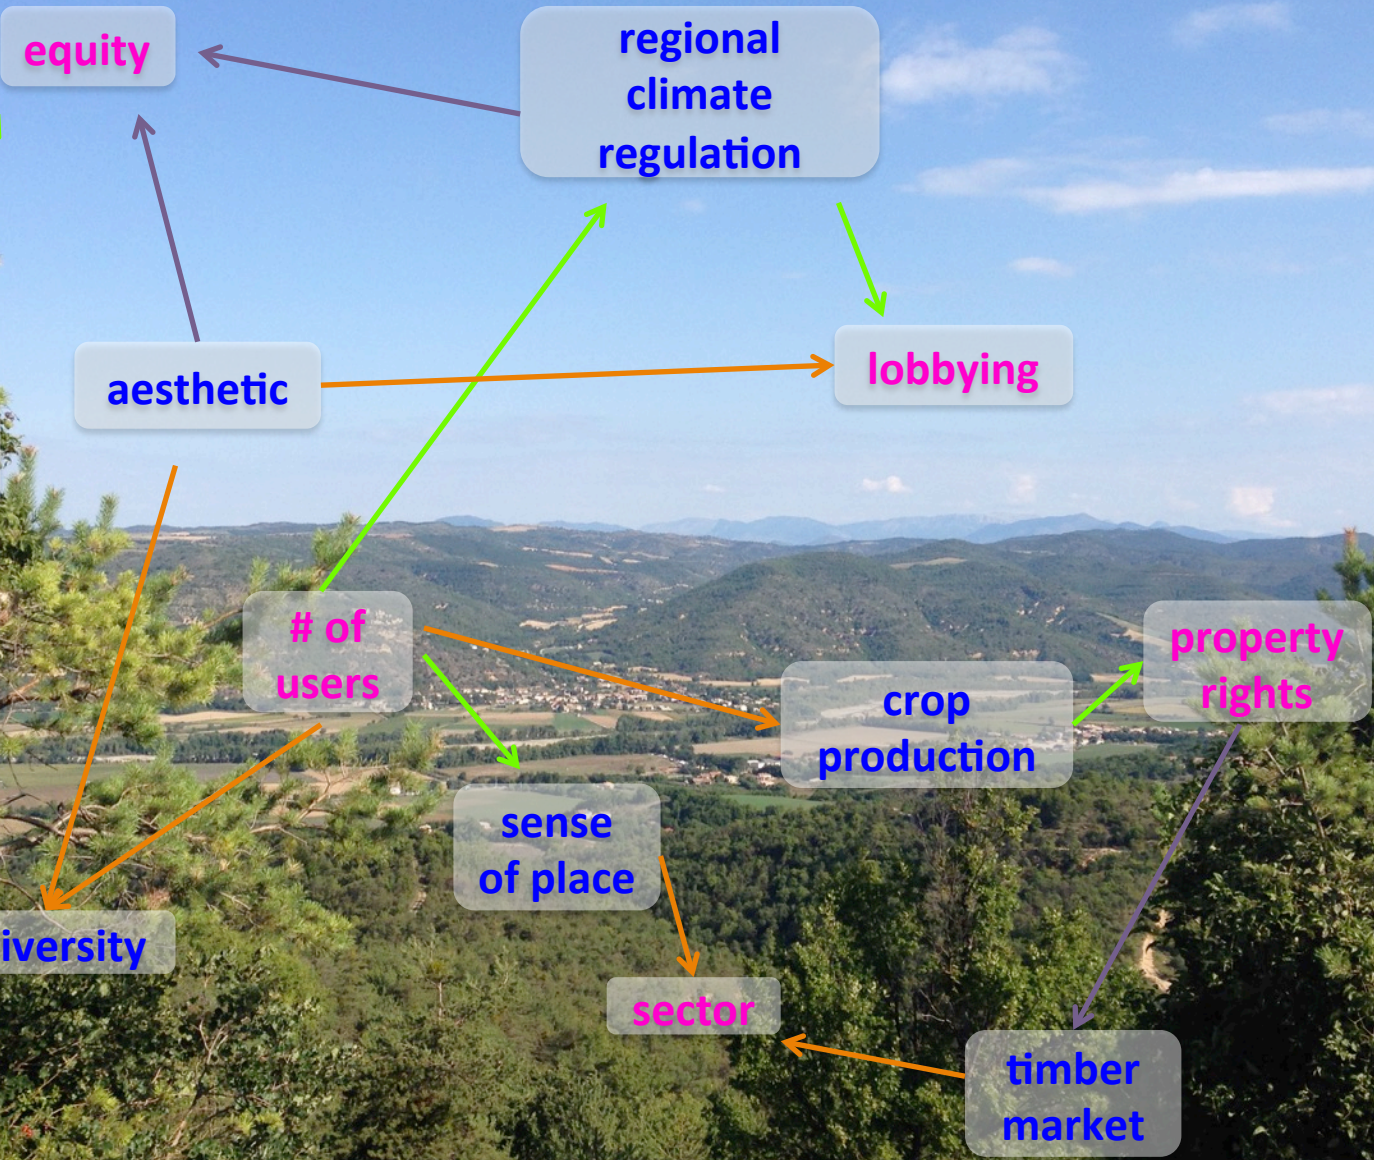 equity
regional
climate
regulation
aesthetic
lobbying
# of
users
property
rights
crop
production
sense
of place
iversity
sector
timber
market